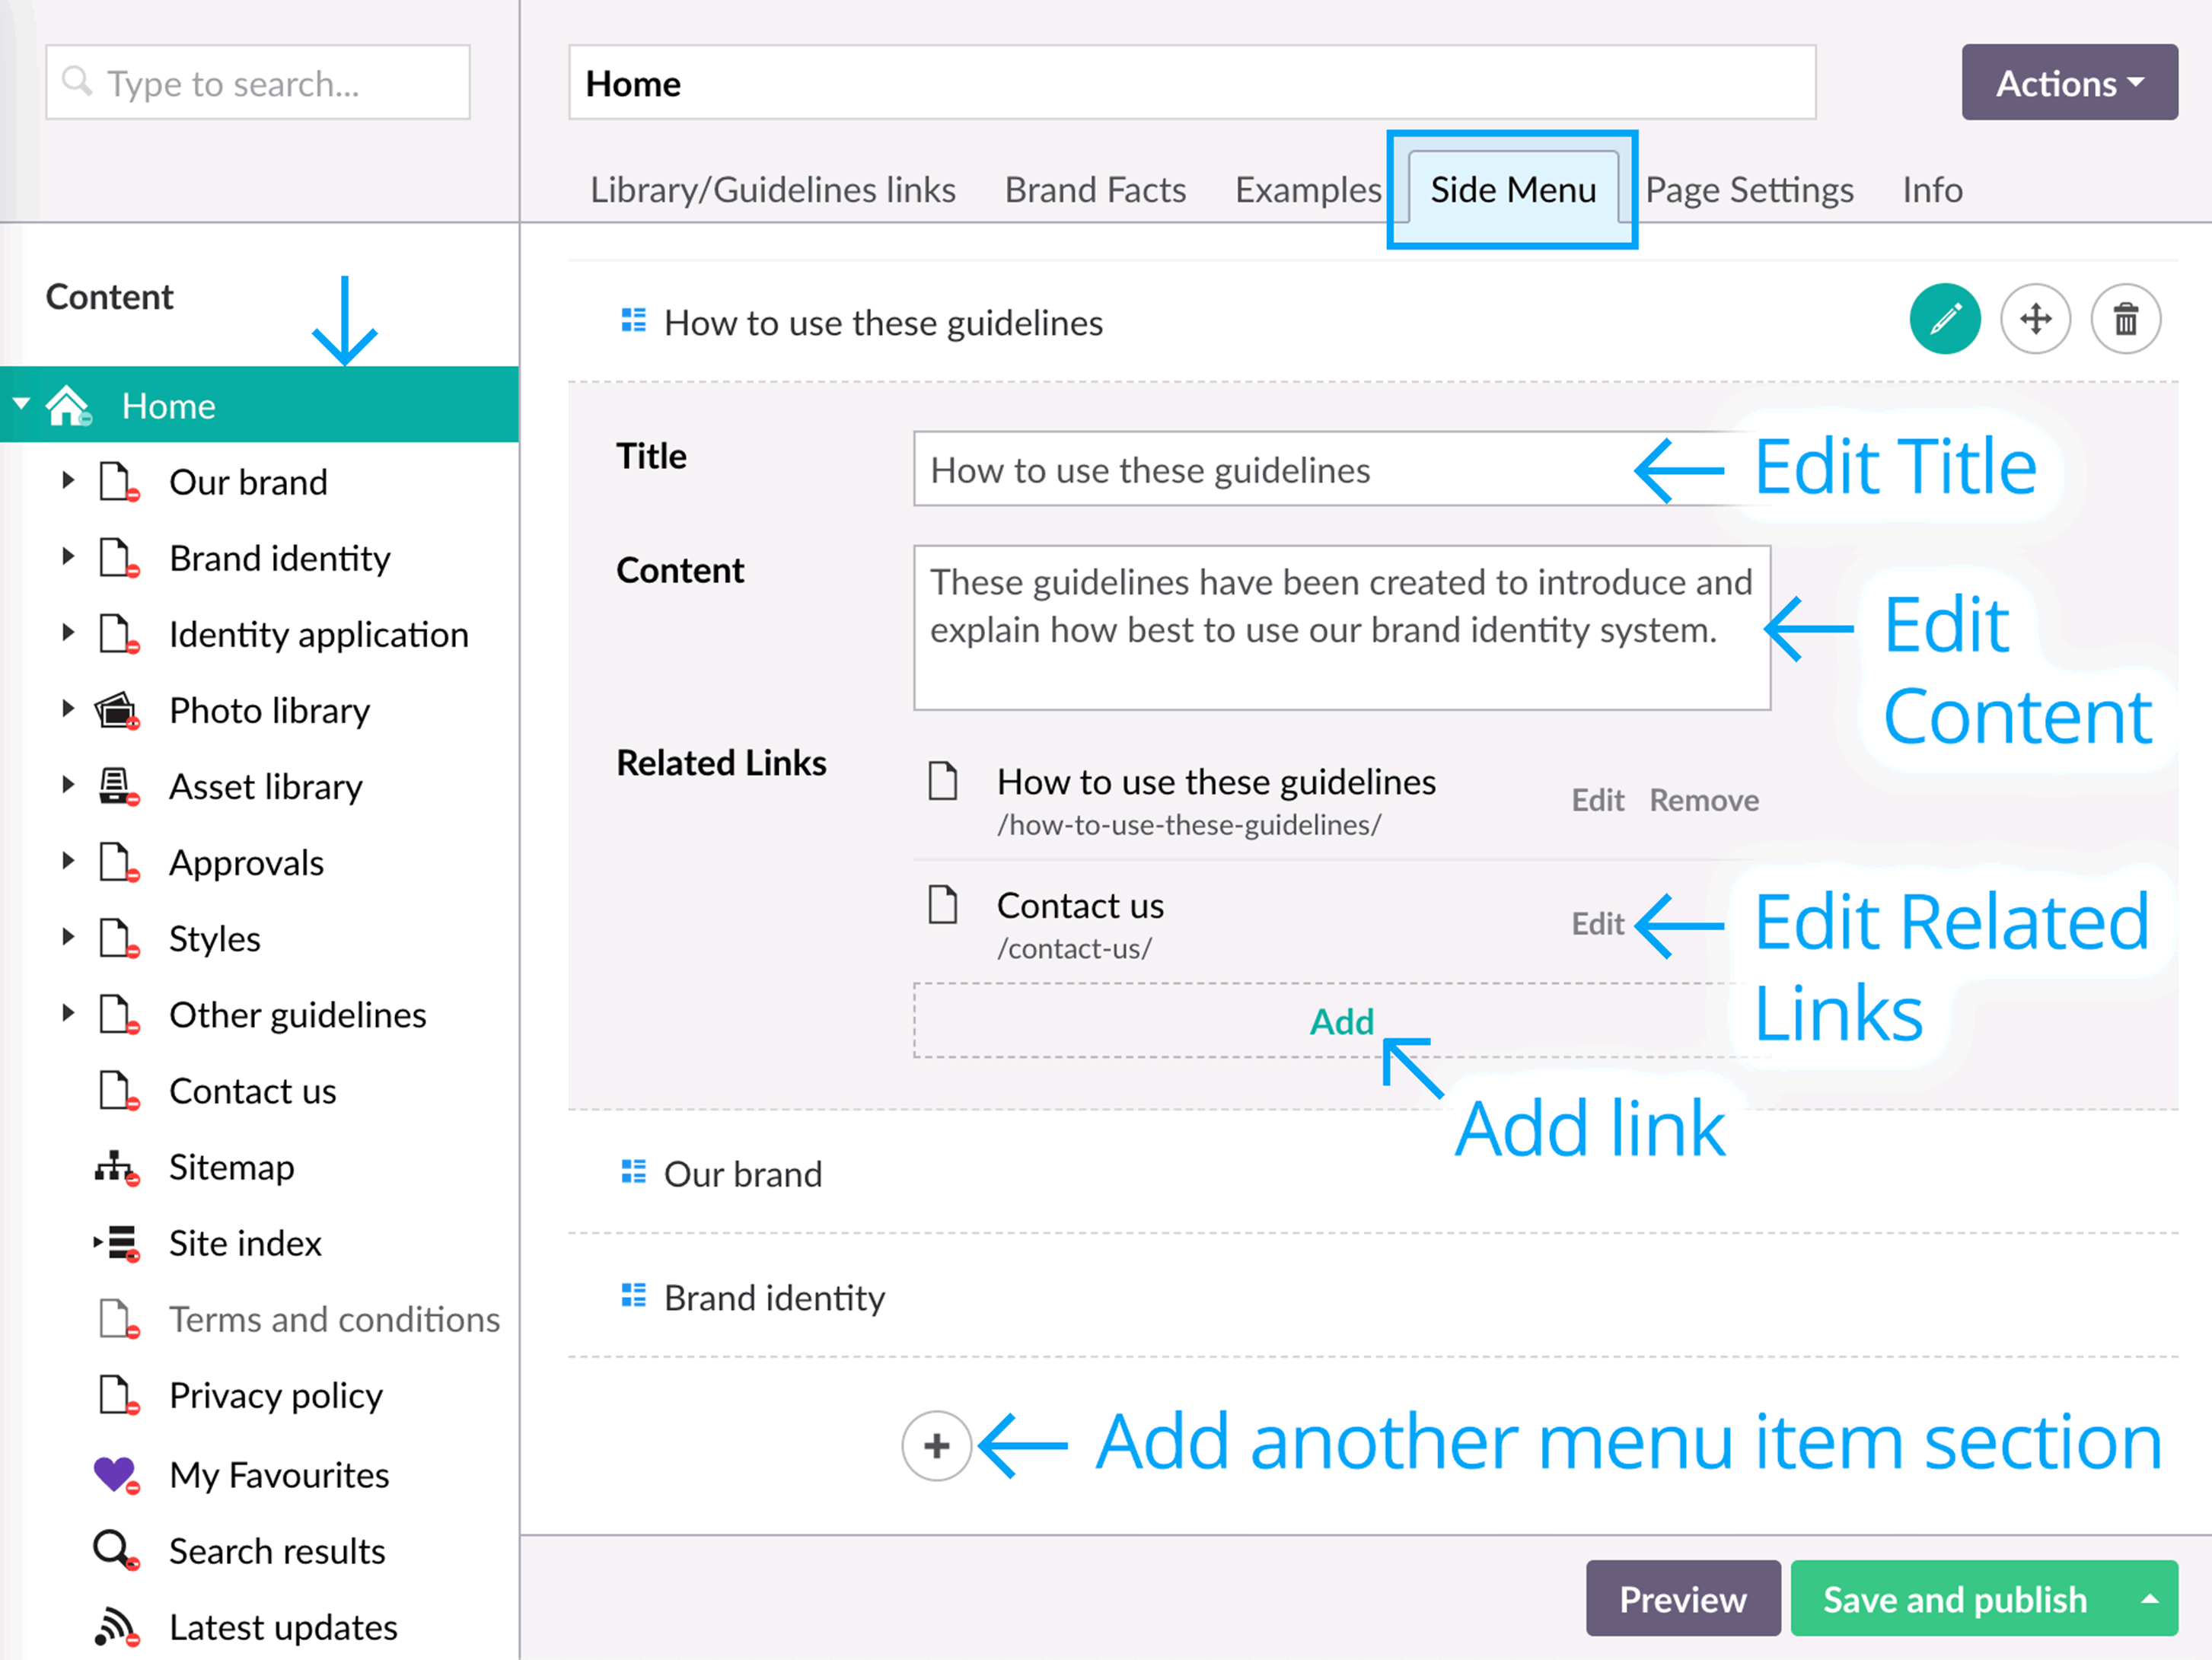 Type to search...
Home
Actions
Library/Guidelines links
Brand Facts
Examples
Side Menu
Page Settings
Info
Content
Home
Our brand
Brand identity
Identity application
Photo library
Asset library
Approvals
Styles
Other guidelines
Contact us
Sitemap
Site index
Terms and conditions
Privacy policy
My Favourites
Search results
Latest updates
How to use these guidelines
Title
How to use these guidelines
Edit Title
Content
These guidelines have been created to introduce and
explain how best to use our brand identity system.
Edit
Content
Related Links
How to use these guidelines
/how-to-use-these-guidelines/
Edit
Remove
Contact us
/contact-us/
Edit
Edit Related
Links
Add
Add link
Our brand
Brand identity
Add another menu item section
Preview
Save and publish